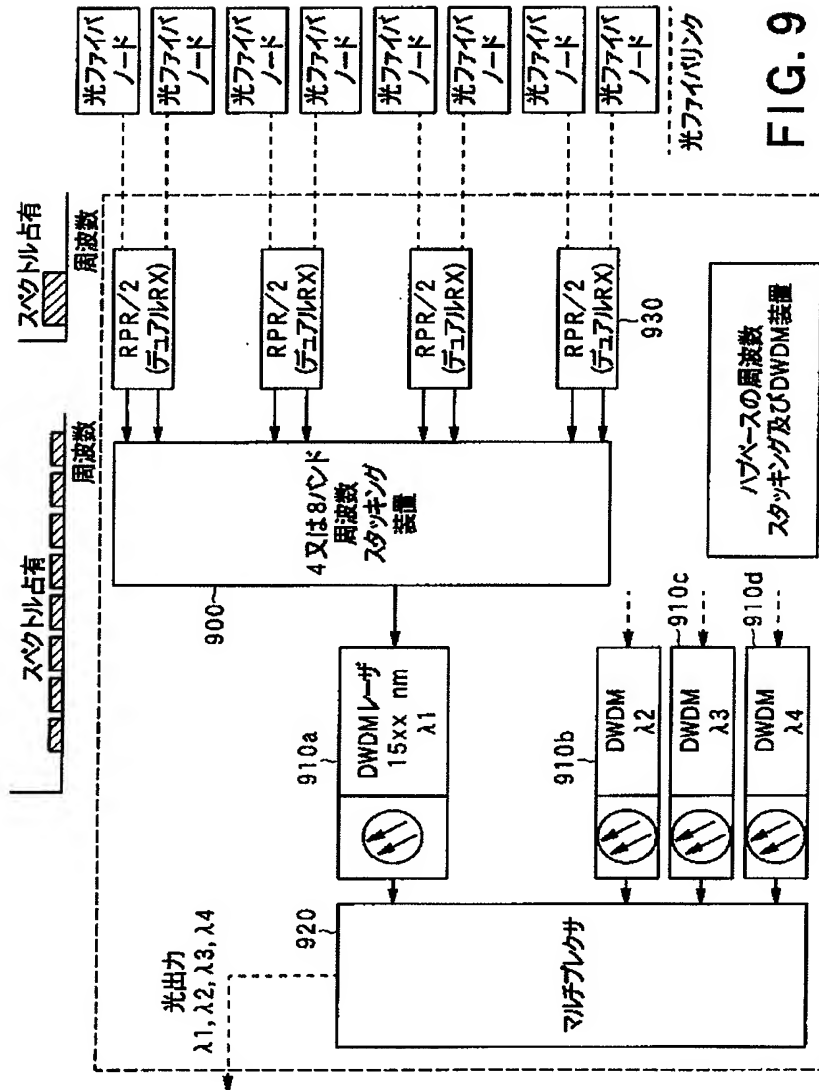 スペクトル占有
周波数
スペクトル占有
周波数
光出力
λ1, λ2, λ3, λ4
920
マルチプレクサ
910a
DWDMレーザ
15xx nm
λ1
910b
DWDM
λ2
910c
DWDM
λ3
910d
DWDM
λ4
900
4又は8バンド
周波数
スタッキング
装置
RPR/2
(デュアルRX)
RPR/2
(デュアルRX)
RPR/2
(デュアルRX)
RPR/2
(デュアルRX)
930
光ファイバ
ノード
光ファイバ
ノード
光ファイバ
ノード
光ファイバ
ノード
光ファイバ
ノード
光ファイバ
ノード
光ファイバ
ノード
光ファイバ
ノード
光ファイバリンク
ハブベースの周波数
スタッキング及びDWDM装置
FIG. 9